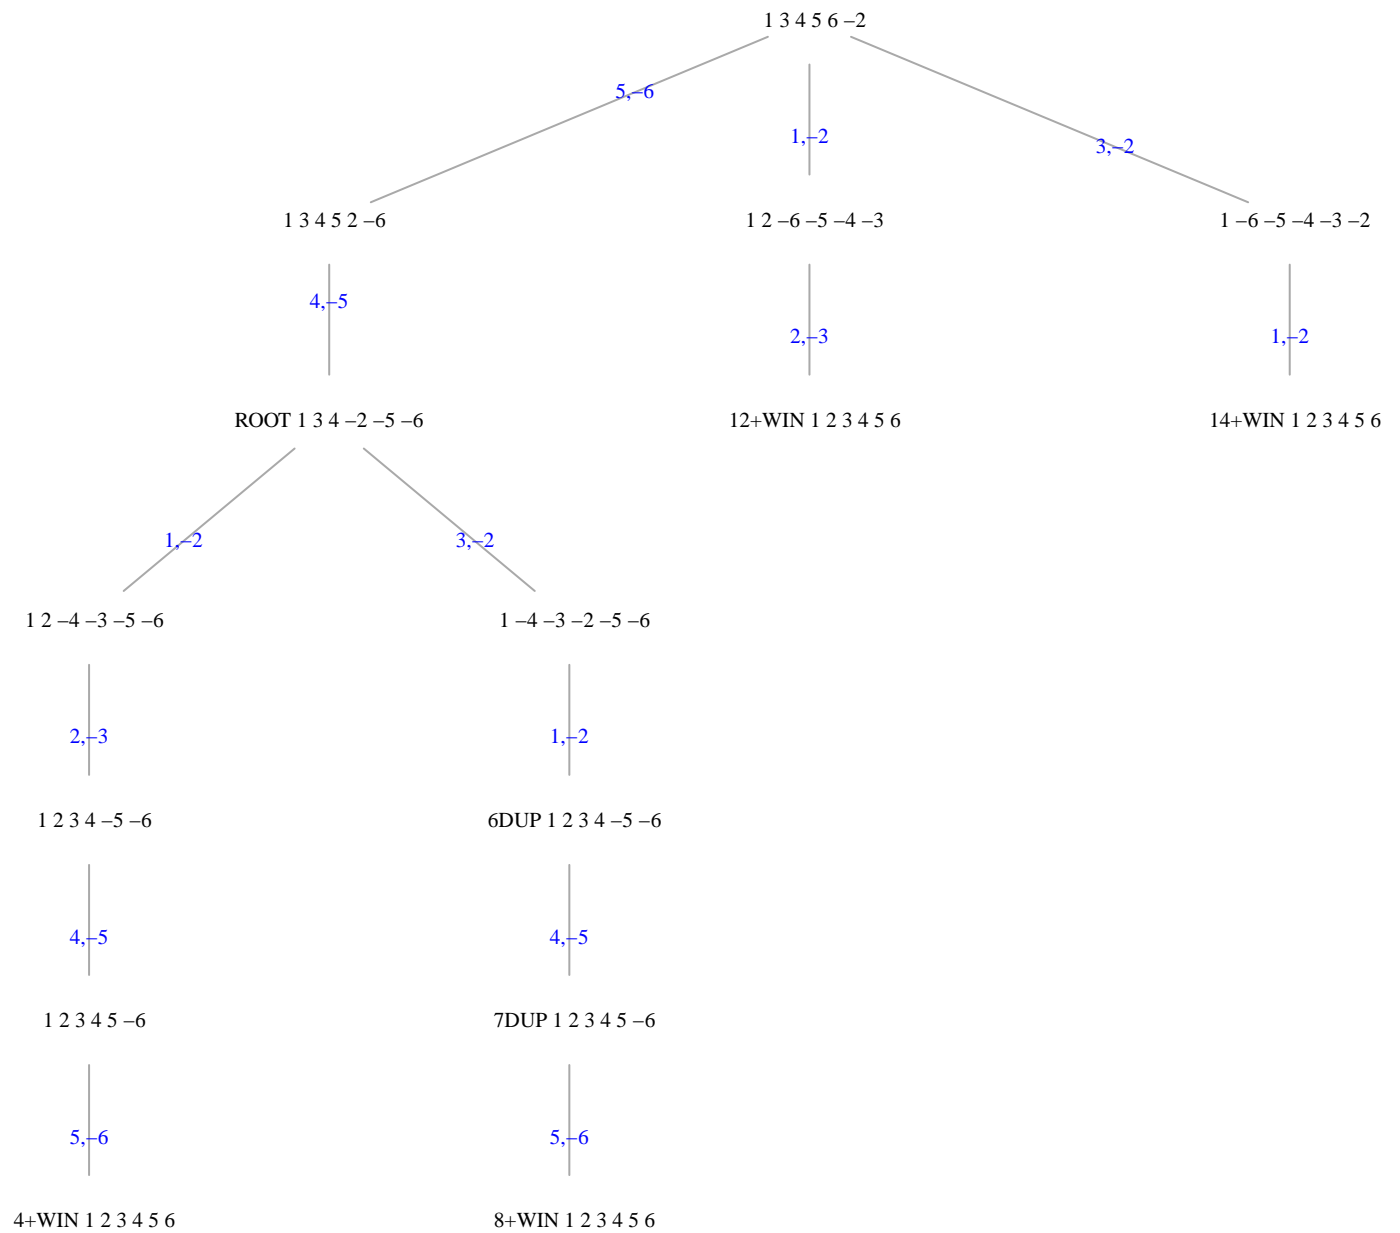 1 3 4 5 6 –2
5,–6
1,–2
3,–2
1 3 4 5 2 –6
1 2 –6 –5 –4 –3
1 –6 –5 –4 –3 –2
4,–5
2,–3
1,–2
ROOT 1 3 4 –2 –5 –6
12+WIN 1 2 3 4 5 6
14+WIN 1 2 3 4 5 6
1,–2
3,–2
1 2 –4 –3 –5 –6
1 –4 –3 –2 –5 –6
2,–3
1,–2
1 2 3 4 –5 –6
6DUP 1 2 3 4 –5 –6
4,–5
4,–5
1 2 3 4 5 –6
7DUP 1 2 3 4 5 –6
5,–6
5,–6
4+WIN 1 2 3 4 5 6
8+WIN 1 2 3 4 5 6